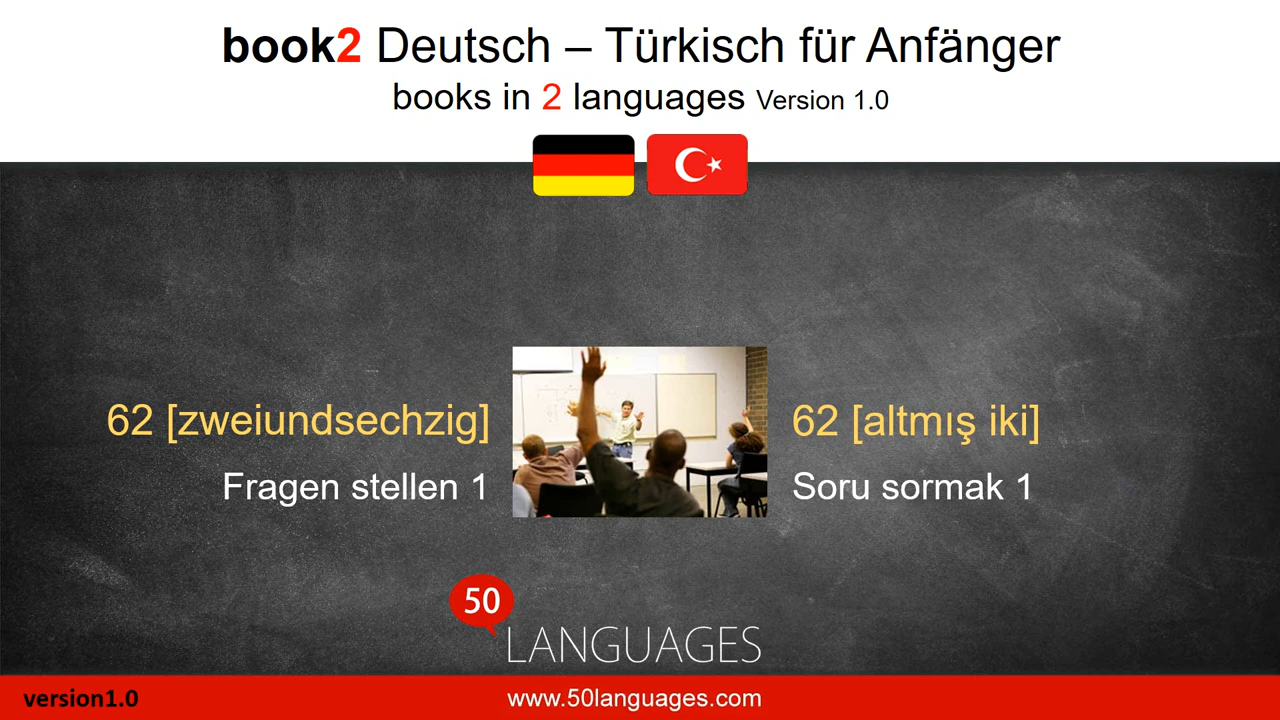 book2 Deutsch – Türkisch für Anfänger
books in 2 languages Version 1.0
62 [zweiundsechzig]
Fragen stellen 1
62 [altmış iki]
Soru sormak 1
50
LANGUAGES
version1.0
www.50languages.com